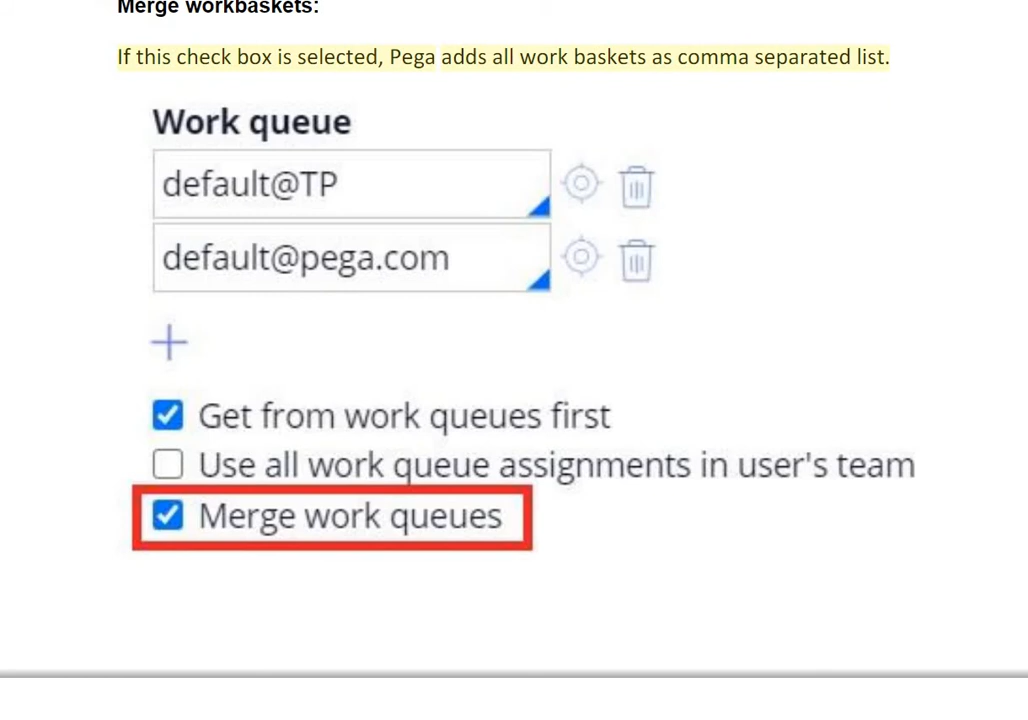 Merge workbaskets:
If this check box is selected, Pega adds all work baskets as comma separated list.
Work queue
default@TP
default@pega.com
Get from work queues first
Use all work queue assignments in user's team
Merge work queues